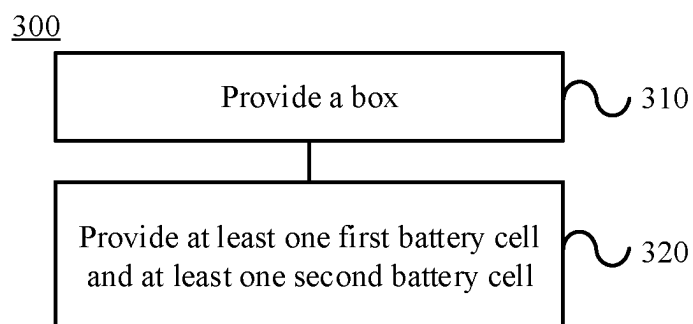 300
Provide a box
310
Provide at least one first battery cell
and at least one second battery cell
320